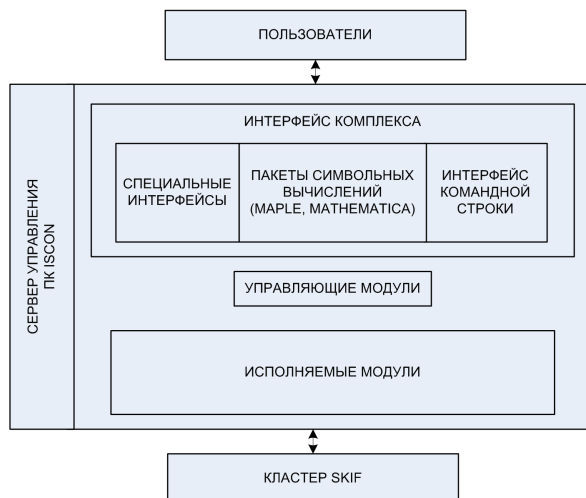 ПОЛЬЗОВАТЕЛИ
СЕРВЕР УПРАВЛЕНИЯ
ПК ISCON
ИНТЕРФЕЙС КОМПЛЕКСА
СПЕЦИАЛЬНЫЕ
ИНТЕРФЕЙСЫ
ПАКЕТЫ СИМВОЛЬНЫХ
ВЫЧИСЛЕНИЙ
(MAPLE, MATHEMATICA)
ИНТЕРФЕЙС
КОМАНДНОЙ
СТРОКИ
УПРАВЛЯЮЩИЕ МОДУЛИ
ИСПОЛНЯЕМЫЕ МОДУЛИ
КЛАСТЕР SKIF